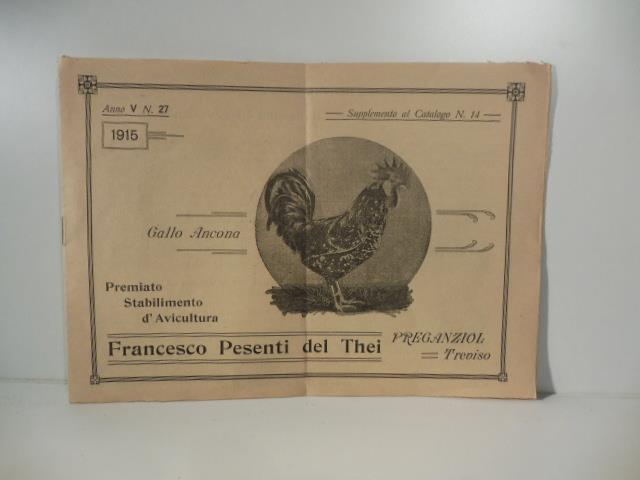 Anno V N. 27
Supplemento al Catalogo N. 14
1915
Gallo Ancona
Premiato
Stabilimento
d' Avicultura
Francesco Pesenti del Thei
PREGANZIOL
Treviso